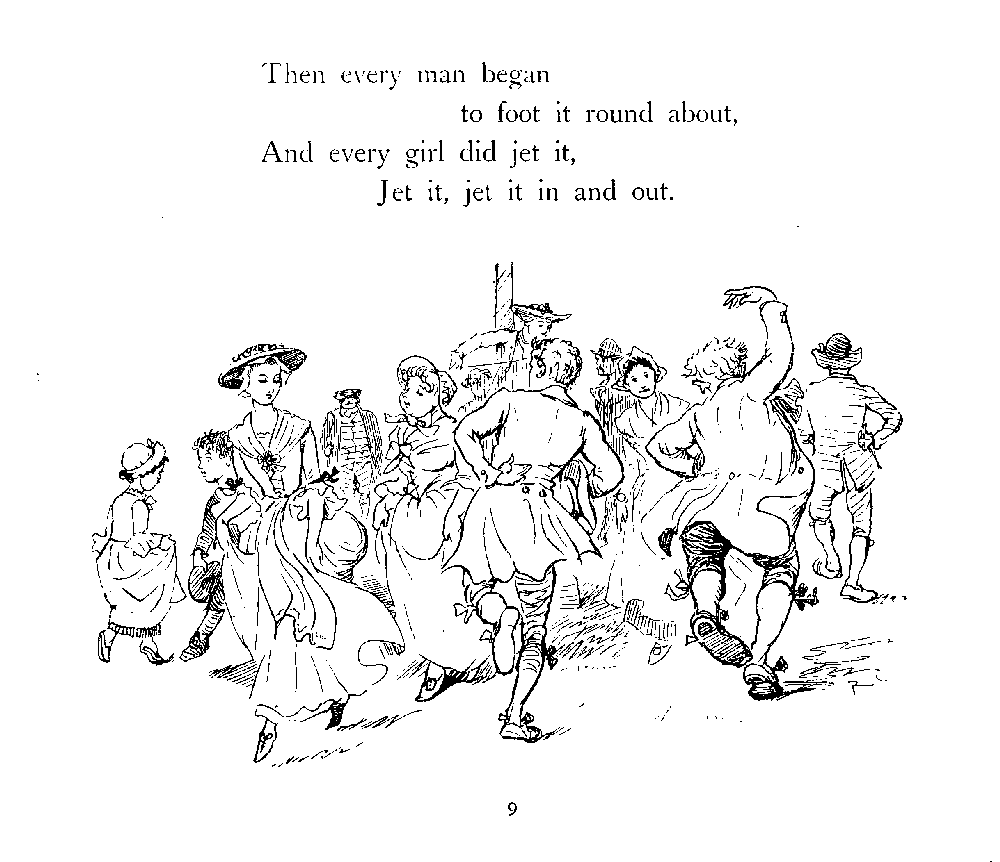 Then every man began
to foot it round about,
And every girl did jet it,
Jet it, jet it in and out.
9